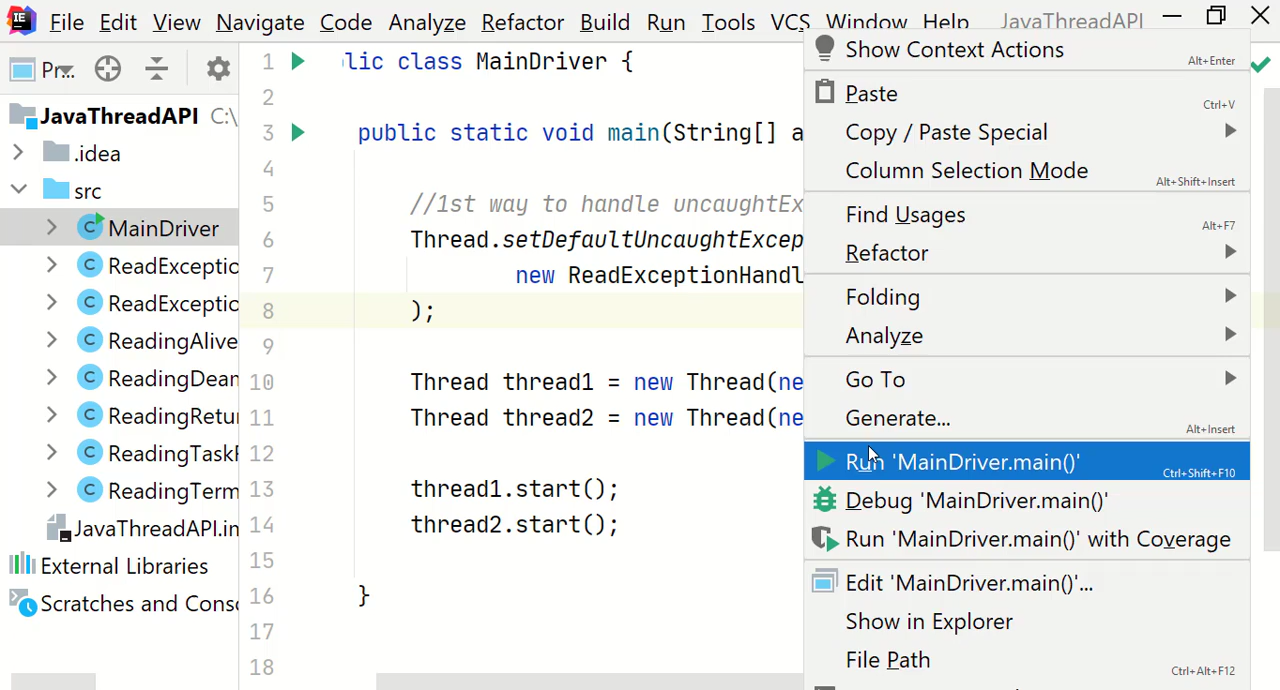 File Edit View Navigate Code Analyze Refactor Build Run Tools VCS Window Help JavaThreadAPI
Pr...
JavaThreadAPI C:\
.idea
src
MainDriver
ReadExceptio
ReadExceptio
ReadingAlive
ReadingDeam
ReadingRetur
ReadingTaskR
ReadingTerm
JavaThreadAPI.im
External Libraries
Scratches and Conso
1 lic class MainDriver {
2
3 public static void main(String[] a
4
5 //1st way to handle uncaughtEx
6 Thread.setDefaultUncaughtExcep
7 new ReadExceptionHandl
8 );
9
10 Thread thread1 = new Thread(ne
11 Thread thread2 = new Thread(ne
12
13 thread1.start();
14 thread2.start();
15
16 }
17
18
Show Context Actions Alt+Enter
Paste Ctrl+V
Copy / Paste Special
Column Selection Mode Alt+Shift+Insert
Find Usages Alt+F7
Refactor
Folding
Analyze
Go To
Generate... Alt+Insert
Run 'MainDriver.main()' Ctrl+Shift+F10
Debug 'MainDriver.main()'
Run 'MainDriver.main()' with Coverage
Edit 'MainDriver.main()'...
Show in Explorer
File Path Ctrl+Alt+F12